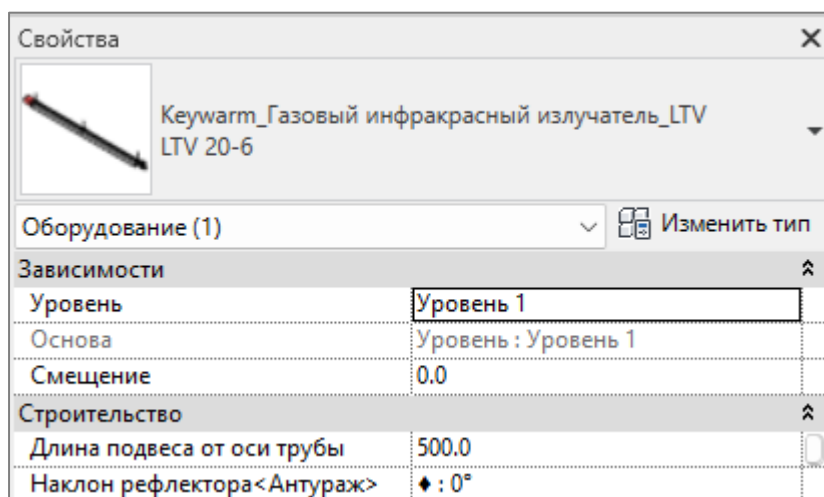 Свойства
Keywarm_Газовый инфракрасный излучатель_LTV
LTV 20-6
Оборудование (1) Изменить тип
Зависимости
Уровень Уровень 1
Основа Уровень : Уровень 1
Смещение 0.0
Строительство
Длина подвеса от оси трубы 500.0
Наклон рефлектора<Антураж> ♦ : 0°